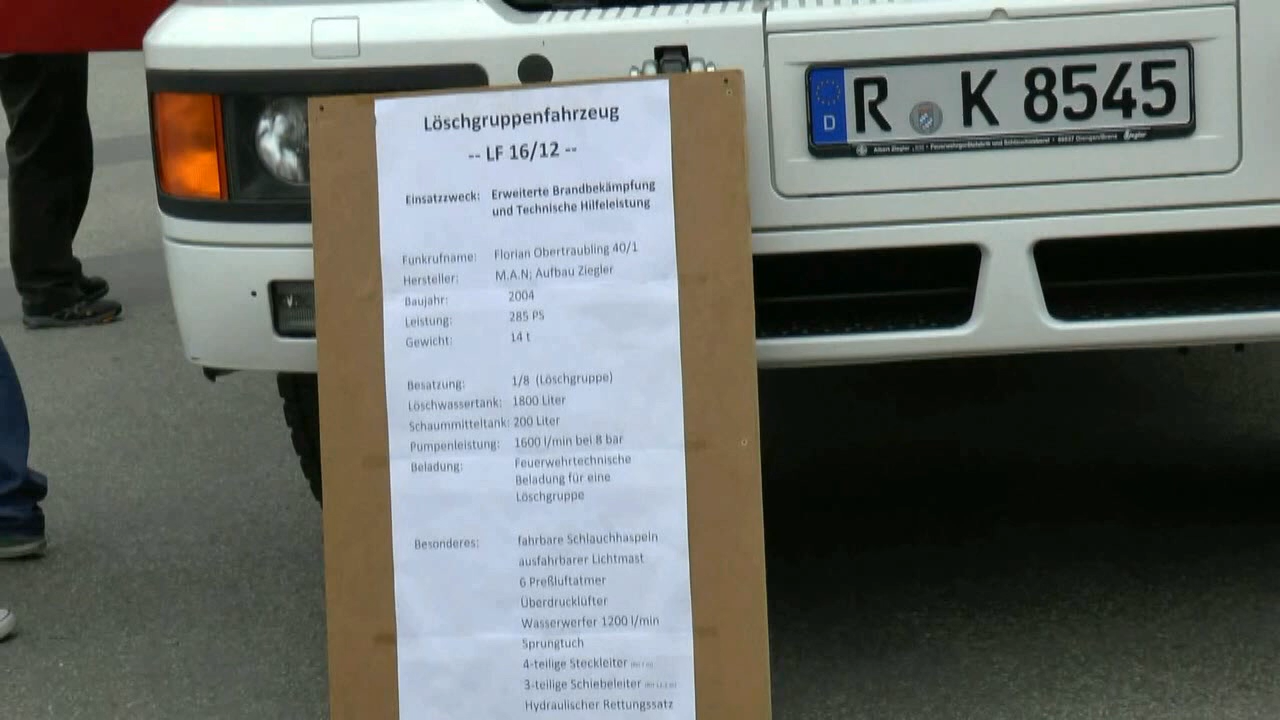 Löschgruppenfahrzeug
-- LF 16/12 --
Einsatzzweck: Erweiterte Brandbekämpfung
und Technische Hilfeleistung
Funkrufname: Florian Obertraubling 40/1
Hersteller: M.A.N; Aufbau Ziegler
Baujahr: 2004
Leistung: 285 PS
Gewicht: 14 t
Besatzung: 1/8 (Löschgruppe)
Löschwassertank: 1800 Liter
Schaummitteltank: 200 Liter
Pumpenleistung: 1600 l/min bei 8 bar
Beladung: Feuerwehrtechnische
Beladung für eine
Löschgruppe
Besonderes: fahrbare Schlauchhaspeln
ausfahrbarer Lichtmast
6 Preßluftatmer
Überdrucklüfter
Wasserwerfer 1200 l/min
Sprungtuch
4-teilige Steckleiter
3-teilige Schiebeleiter
Hydraulischer Rettungssatz
D
R K 8545
Albert Ziegler Ziegler